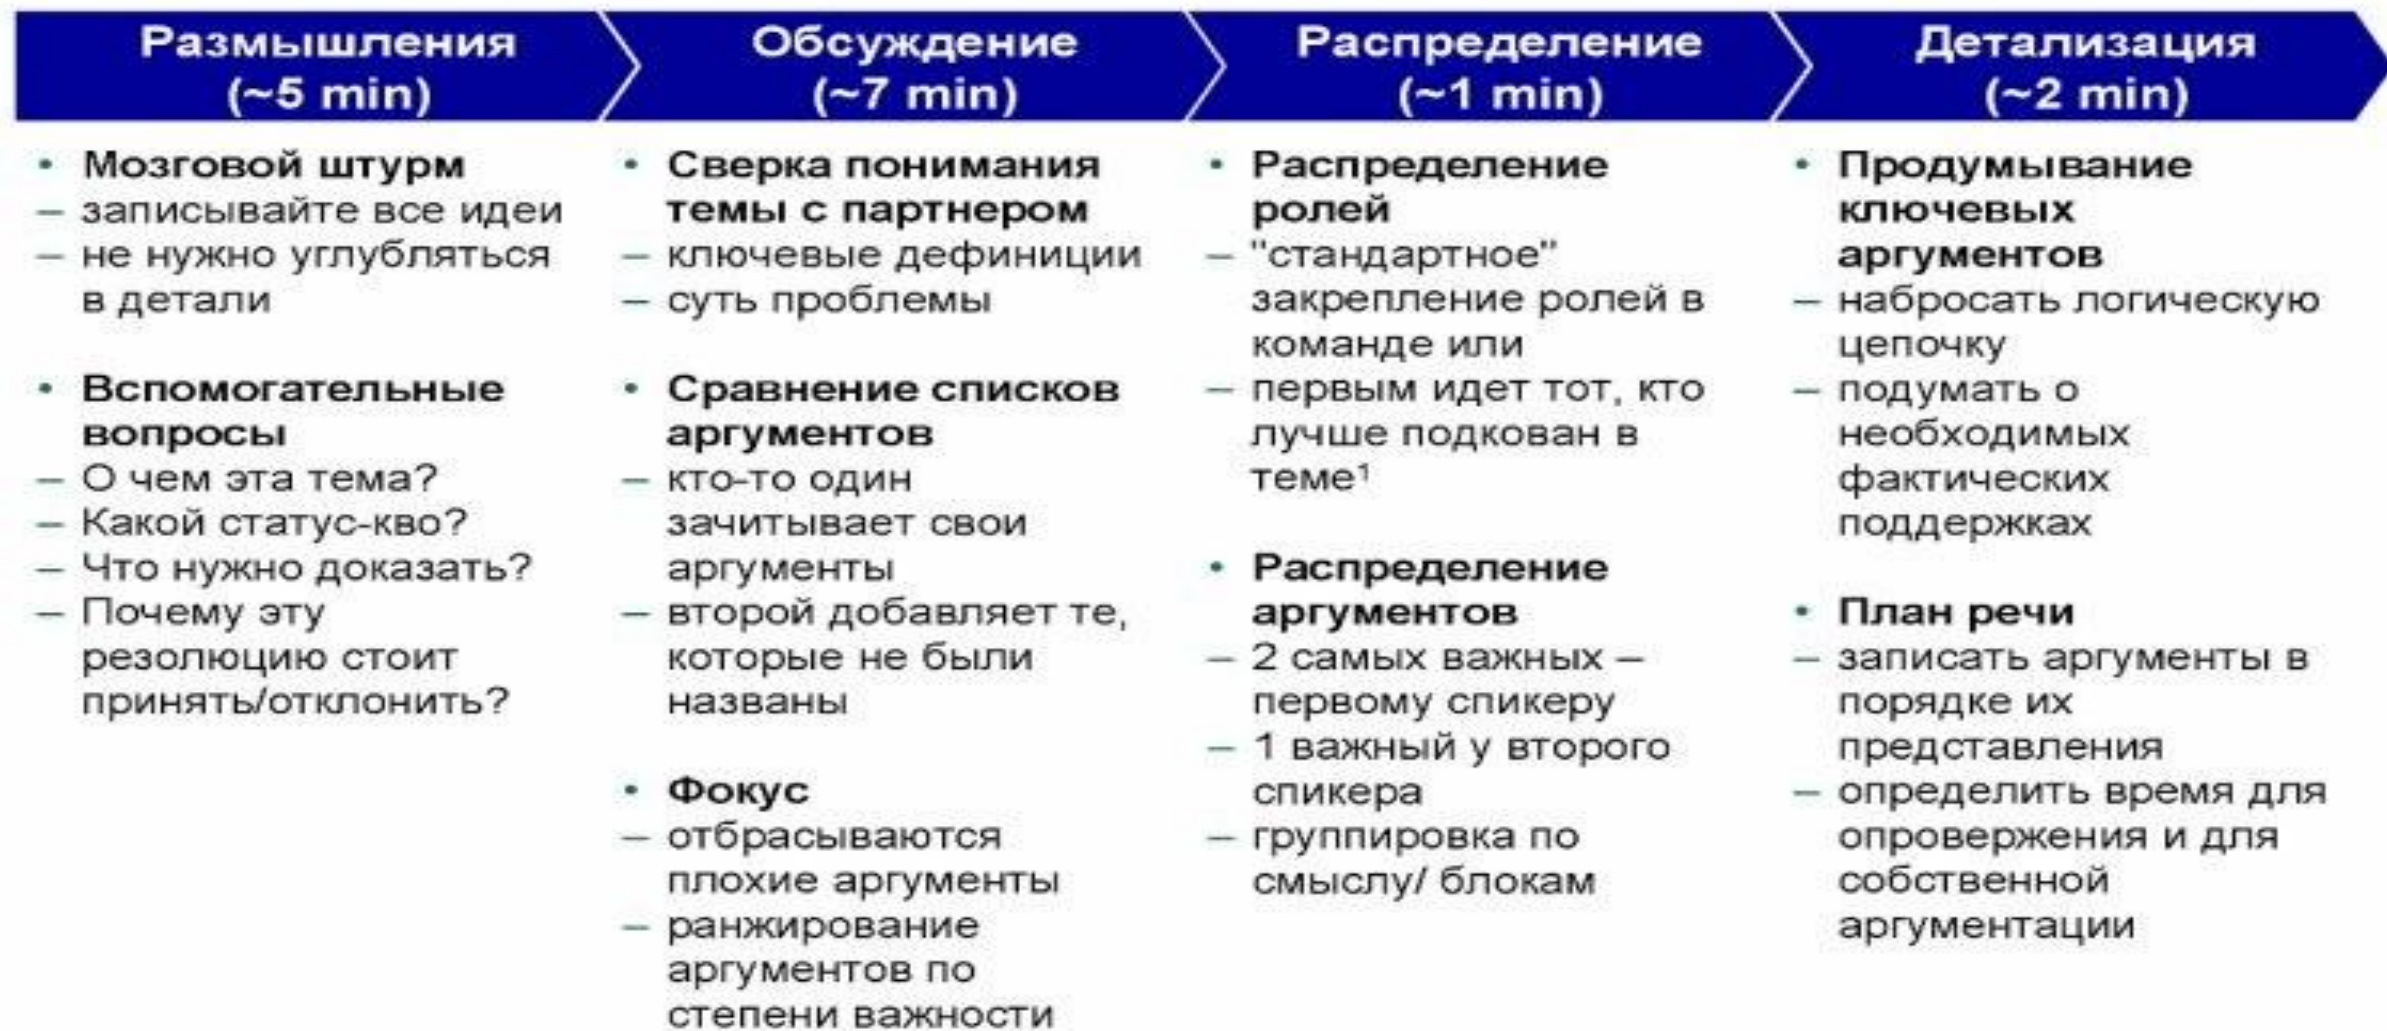 Размышления
(~5 min)
• Мозговой штурм
– записывайте все идеи
– не нужно углубляться
в детали
• Вспомогательные
вопросы
– О чем эта тема?
– Какой статус-кво?
– Что нужно доказать?
– Почему эту
резолюцию стоит
принять/отклонить?
Обсуждение
(~7 min)
• Сверка понимания
темы с партнером
– ключевые дефиниции
– суть проблемы
• Сравнение списков
аргументов
– кто-то один
зачитывает свои
аргументы
– второй добавляет те,
которые не были
названы
• Фокус
– отбрасываются
плохие аргументы
– ранжирование
аргументов по
степени важности
Распределение
(~1 min)
• Распределение
ролей
– "стандартное"
закрепление ролей в
команде или
– первым идет тот, кто
лучше подкован в
теме¹
• Распределение
аргументов
– 2 самых важных –
первому спикеру
– 1 важный у второго
спикера
– группировка по
смыслу/ блокам
Детализация
(~2 min)
• Продумывание
ключевых
аргументов
– набросать логическую
цепочку
– подумать о
необходимых
фактических
поддержках
• План речи
– записать аргументы в
порядке их
представления
– определить время для
опровержения и для
собственной
аргументации